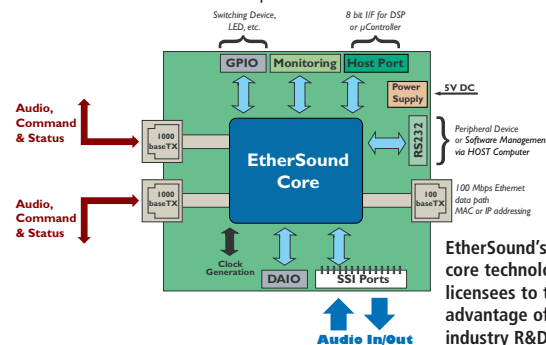 Switching Device,
LED, etc.
8 bit I/F for DSP
or µController
GPIO
Monitoring
Host Port
Power
Supply
5V DC
Audio,
Command
& Status
1000
baseTX
EtherSound
Core
RS232
Peripheral Device
or Software Management
via HOST Computer
Audio,
Command
& Status
1000
baseTX
100
baseTX
100 Mbps Ethernet
data path
MAC or IP addressing
Clock
Generation
DAIO
SSI Ports
Audio In/Out
EtherSound's
core technolo
licensees to t
advantage of
industry R&D